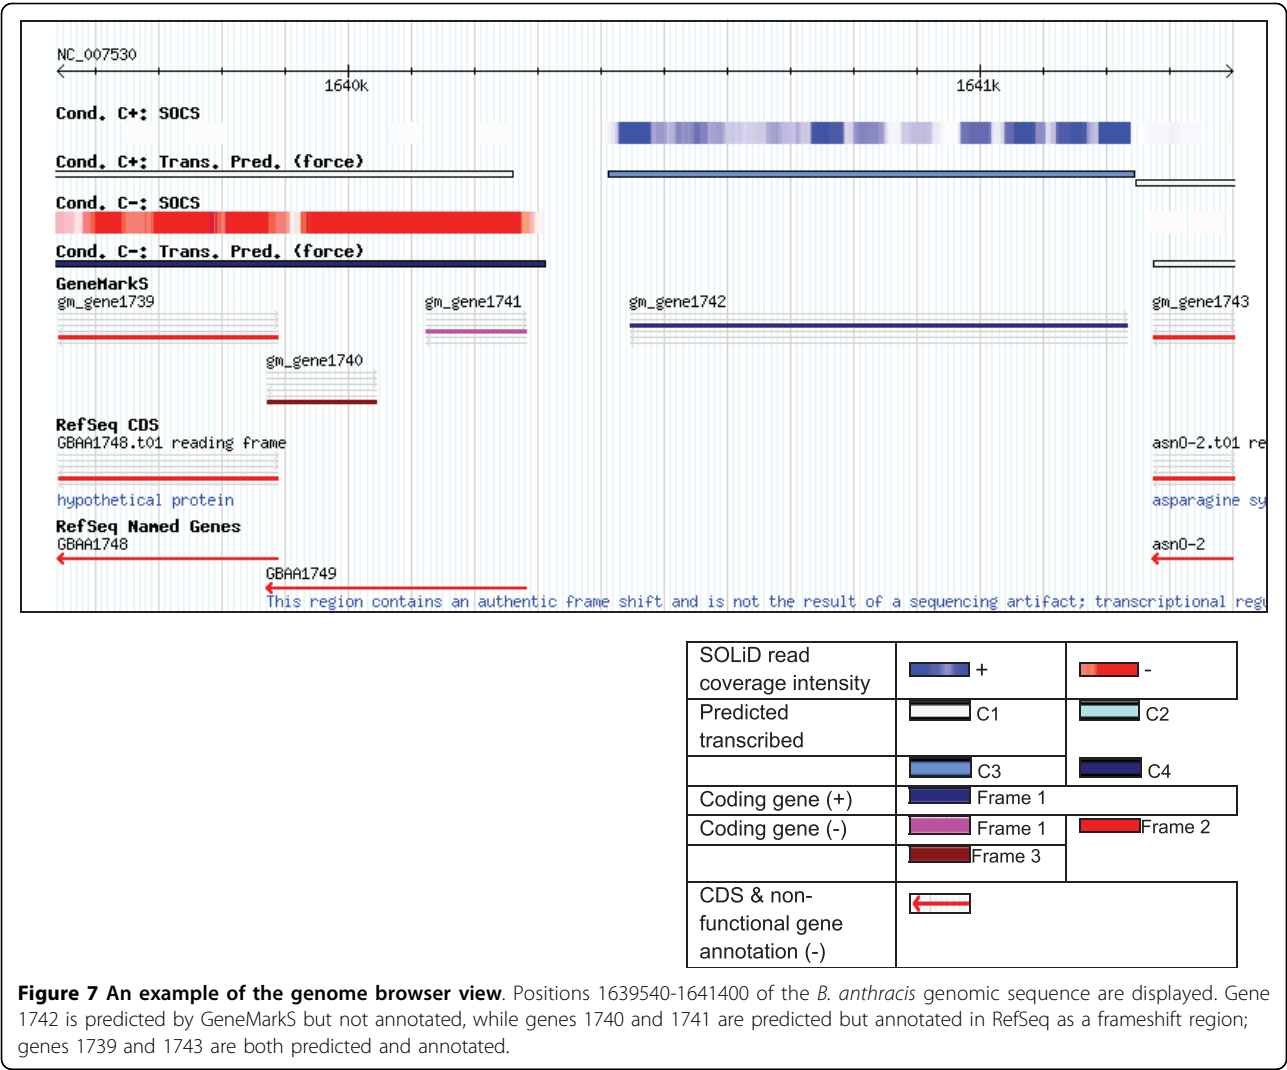 NC_007530
1640k 1641k
Cond. C+: SOCS
Cond. C+: Trans. Pred. (force)
Cond. C-: SOCS
Cond. C-: Trans. Pred. (force)
GeneMarkS
gm_gene1739 gm_gene1741 gm_gene1742 gm_gene1743
gm_gene1740
RefSeq CDS
GBAA1748.t01 reading frame asnO-2.t01 re
hypothetical protein asparagine sy
RefSeq Named Genes
GBAA1748 asnO-2
GBAA1749
This region contains an authentic frame shift and is not the result of a sequencing artifact; transcriptional regu
SOLiD read
coverage intensity + -
Predicted
transcribed C1 C2
C3 C4
Coding gene (+) Frame 1
Coding gene (-) Frame 1 Frame 2
Frame 3
CDS & non-
functional gene
annotation (-)
Figure 7 An example of the genome browser view. Positions 1639540-1641400 of the B. anthracis genomic sequence are displayed. Gene
1742 is predicted by GeneMarkS but not annotated, while genes 1740 and 1741 are predicted but annotated in RefSeq as a frameshift region;
genes 1739 and 1743 are both predicted and annotated.